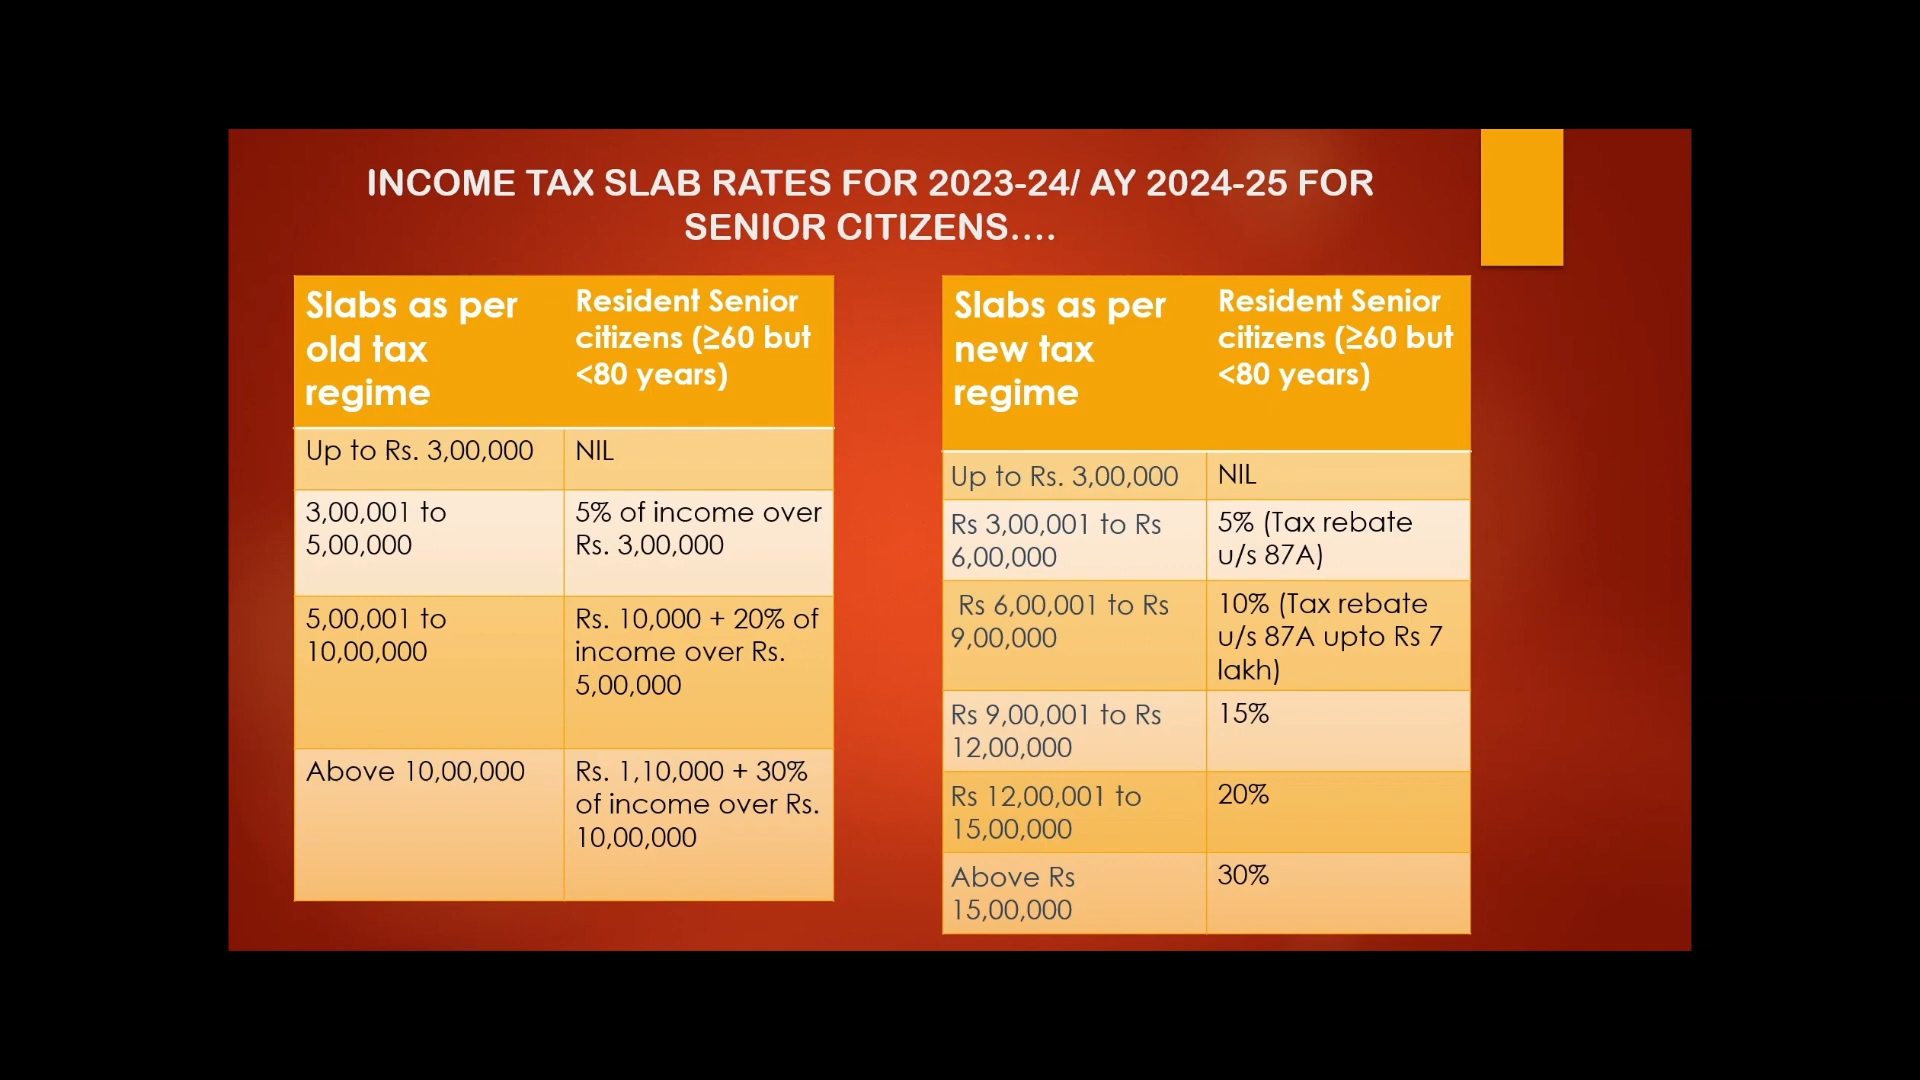 INCOME TAX SLAB RATES FOR 2023-24/ AY 2024-25 FOR
SENIOR CITIZENS....
Slabs as per
old tax
regime
Resident Senior
citizens (≥60 but
<80 years)
Up to Rs. 3,00,000
NIL
3,00,001 to
5,00,000
5% of income over
Rs. 3,00,000
5,00,001 to
10,00,000
Rs. 10,000 + 20% of
income over Rs.
5,00,000
Above 10,00,000
Rs. 1,10,000 + 30%
of income over Rs.
10,00,000
Slabs as per
new tax
regime
Resident Senior
citizens (≥60 but
<80 years)
Up to Rs. 3,00,000
NIL
Rs 3,00,001 to Rs
6,00,000
5% (Tax rebate
u/s 87A)
Rs 6,00,001 to Rs
9,00,000
10% (Tax rebate
u/s 87A upto Rs 7
lakh)
Rs 9,00,001 to Rs
12,00,000
15%
Rs 12,00,001 to
15,00,000
20%
Above Rs
15,00,000
30%